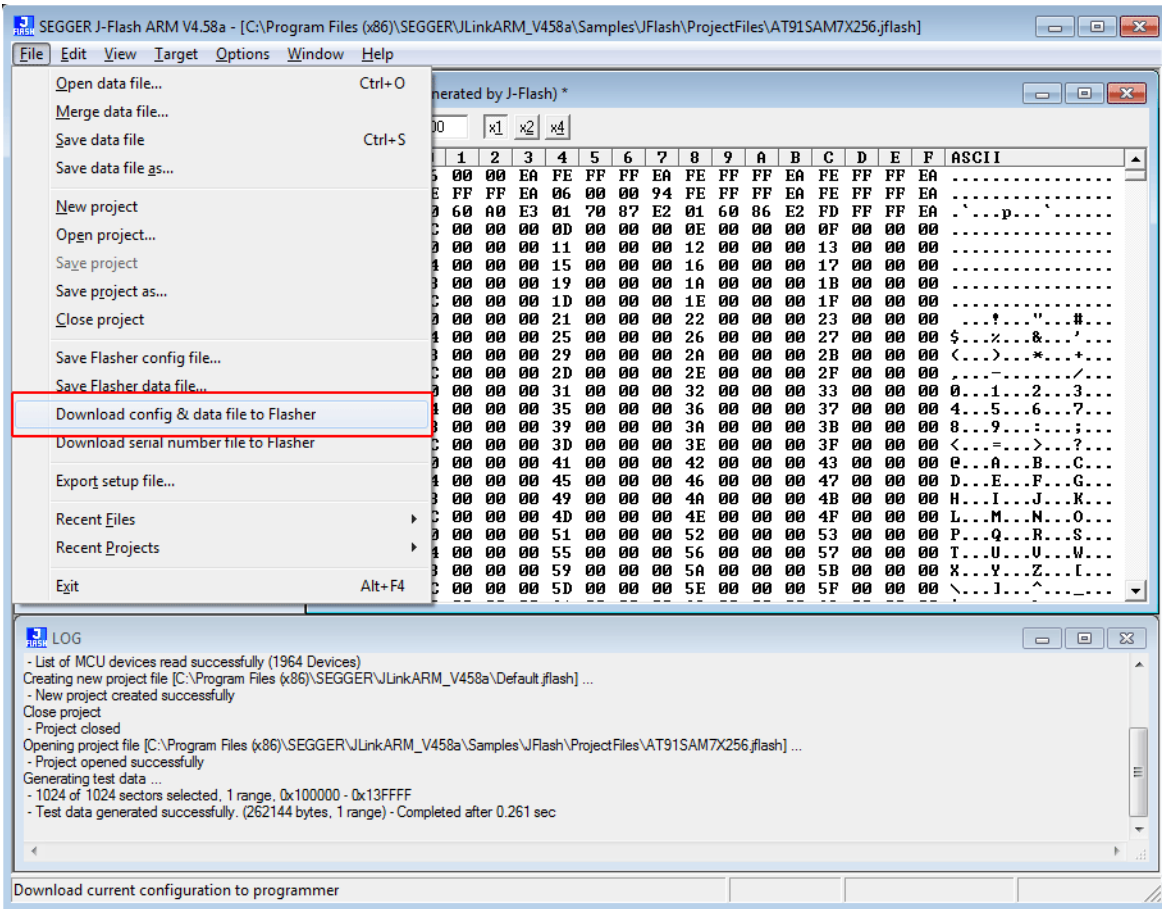 SEGGER J-Flash ARM V4.58a - [C:\Program Files (x86)\SEGGER\JLinkARM_V458a\Samples\JFlash\ProjectFiles\AT91SAM7X256.jflash]
File Edit View Target Options Window Help
Open data file... Ctrl+O
Merge data file...
Save data file Ctrl+S
Save data file as...
New project
Open project...
Save project
Save project as...
Close project
Save Flasher config file...
Save Flasher data file...
Download config & data file to Flasher
Download serial number file to Flasher
Export setup file...
Recent Files
Recent Projects
Exit Alt+F4
by J-Flash) *
x1 x2 x4
1 2 3 4 5 6 7 8 9 A B C D E F ASCII
00 00 EA FE FF FF EA FE FF FF EA FE FF FF EA ................
FF FF EA 06 00 00 94 FE FF FF EA FE FF FF EA ................
60 A0 E3 01 70 87 E2 01 60 86 E2 FD FF FF EA .`...p...`......
00 00 00 0D 00 00 00 0E 00 00 00 0F 00 00 00 ................
00 00 00 11 00 00 00 12 00 00 00 13 00 00 00 ................
00 00 00 15 00 00 00 16 00 00 00 17 00 00 00 ................
00 00 00 19 00 00 00 1A 00 00 00 1B 00 00 00 ................
00 00 00 1D 00 00 00 1E 00 00 00 1F 00 00 00 ................
00 00 00 21 00 00 00 22 00 00 00 23 00 00 00 ...!..."...#...
00 00 00 25 00 00 00 26 00 00 00 27 00 00 00 $...%...&...'...
00 00 00 29 00 00 00 2A 00 00 00 2B 00 00 00 (...)...*...+...
00 00 00 2D 00 00 00 2E 00 00 00 2F 00 00 00 ,...-......./...
00 00 00 31 00 00 00 32 00 00 00 33 00 00 00 0...1...2...3...
00 00 00 35 00 00 00 36 00 00 00 37 00 00 00 4...5...6...7...
00 00 00 39 00 00 00 3A 00 00 00 3B 00 00 00 8...9...:...;...
00 00 00 3D 00 00 00 3E 00 00 00 3F 00 00 00 <...=...>...?...
00 00 00 41 00 00 00 42 00 00 00 43 00 00 00 @...A...B...C...
00 00 00 45 00 00 00 46 00 00 00 47 00 00 00 D...E...F...G...
00 00 00 49 00 00 00 4A 00 00 00 4B 00 00 00 H...I...J...K...
00 00 00 4D 00 00 00 4E 00 00 00 4F 00 00 00 L...M...N...O...
00 00 00 51 00 00 00 52 00 00 00 53 00 00 00 P...Q...R...S...
00 00 00 55 00 00 00 56 00 00 00 57 00 00 00 T...U...V...W...
00 00 00 59 00 00 00 5A 00 00 00 5B 00 00 00 X...Y...Z...[...
00 00 00 5D 00 00 00 5E 00 00 00 5F 00 00 00 \...]...^..._...
LOG
- List of MCU devices read successfully (1964 Devices)
Creating new project file [C:\Program Files (x86)\SEGGER\JLinkARM_V458a\Default.jflash] ...
- New project created successfully
Close project
- Project closed
Opening project file [C:\Program Files (x86)\SEGGER\JLinkARM_V458a\Samples\JFlash\ProjectFiles\AT91SAM7X256.jflash] ...
- Project opened successfully
Generating test data ...
- 1024 of 1024 sectors selected, 1 range, 0x100000 - 0x13FFFF
- Test data generated successfully. (262144 bytes, 1 range) - Completed after 0.261 sec
Download current configuration to programmer